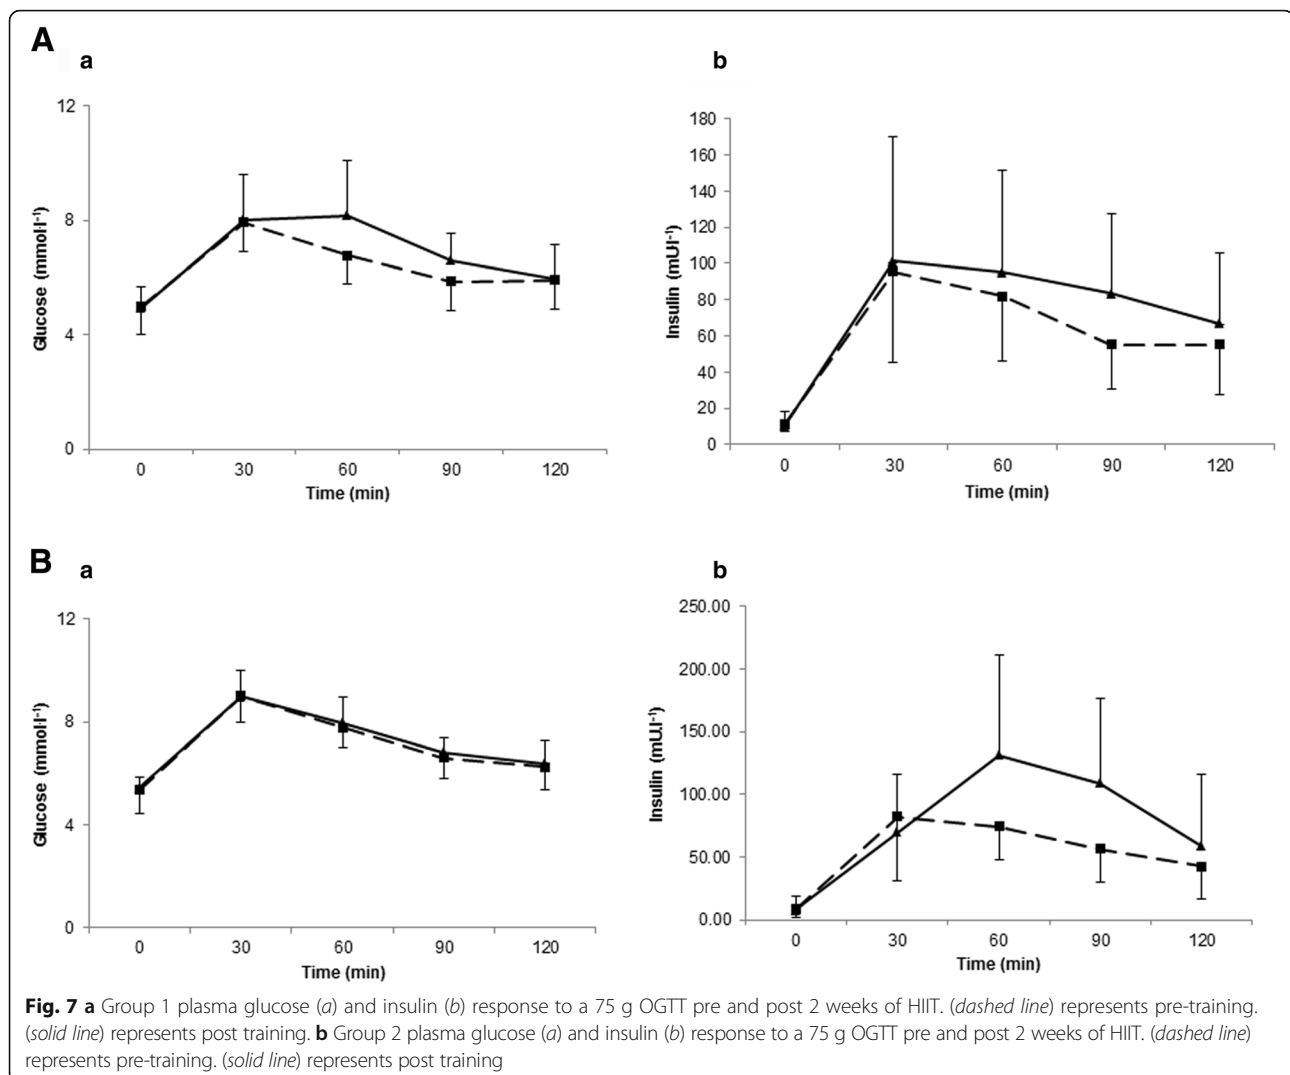 A
a
b
12
8
4
0
Glucose (mmol·l⁻¹)
0 30 60 90 120
Time (min)
180
160
140
120
100
80
60
40
20
0
Insulin (mU·l⁻¹)
0 30 60 90 120
Time (min)
B
a
b
12
8
4
0
Glucose (mmol·l⁻¹)
0 30 60 90 120
Time (min)
250.00
200.00
150.00
100.00
50.00
0.00
Insulin (mU.l⁻¹)
0 30 60 90 120
Time (min)
Fig. 7 a Group 1 plasma glucose (a) and insulin (b) response to a 75 g OGTT pre and post 2 weeks of HIIT. (dashed line) represents pre-training.
(solid line) represents post training. b Group 2 plasma glucose (a) and insulin (b) response to a 75 g OGTT pre and post 2 weeks of HIIT. (dashed line)
represents pre-training. (solid line) represents post training